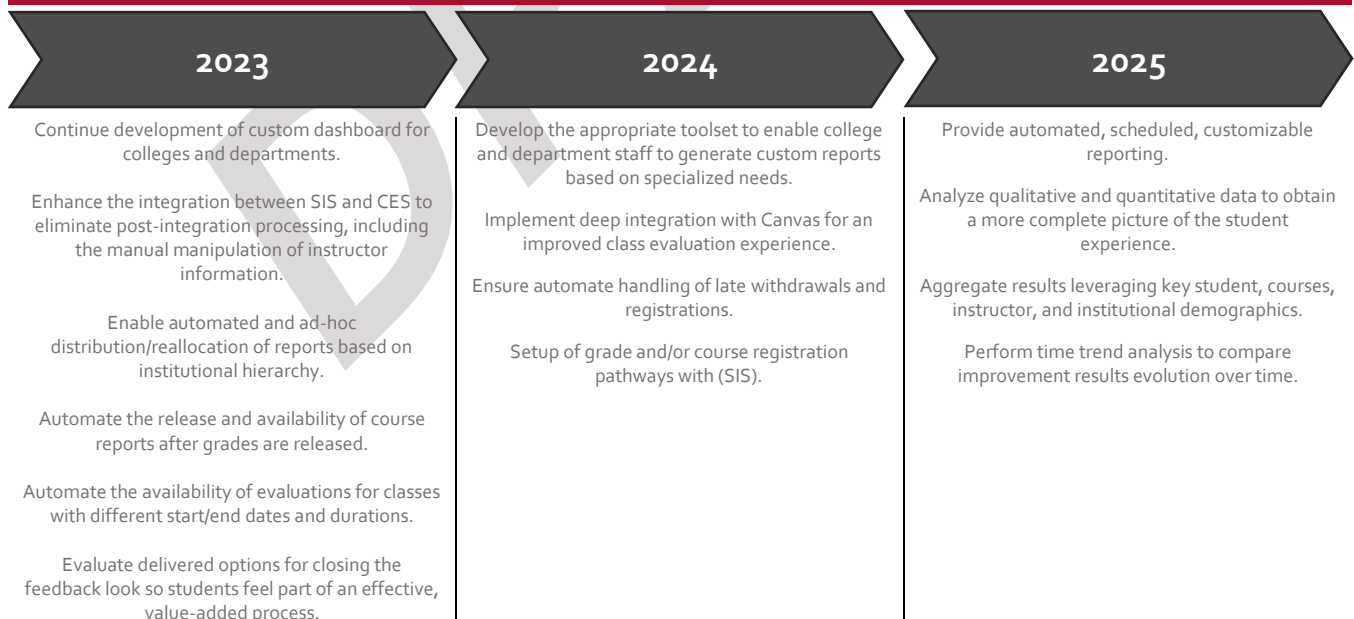 2023
Continue development of custom dashboard for
colleges and departments.
Enhance the integration between SIS and CES to
eliminate post-integration processing, including
the manual manipulation of instructor
information.
Enable automated and ad-hoc
distribution/reallocation of reports based on
institutional hierarchy.
Automate the release and availability of course
reports after grades are released.
Automate the availability of evaluations for classes
with different start/end dates and durations.
Evaluate delivered options for closing the
feedback look so students feel part of an effective,
value-added process.
2024
Develop the appropriate toolset to enable college
and department staff to generate custom reports
based on specialized needs.
Implement deep integration with Canvas for an
improved class evaluation experience.
Ensure automate handling of late withdrawals and
registrations.
Setup of grade and/or course registration
pathways with (SIS).
2025
Provide automated, scheduled, customizable
reporting.
Analyze qualitative and quantitative data to obtain
a more complete picture of the student
experience.
Aggregate results leveraging key student, courses,
instructor, and institutional demographics.
Perform time trend analysis to compare
improvement results evolution over time.